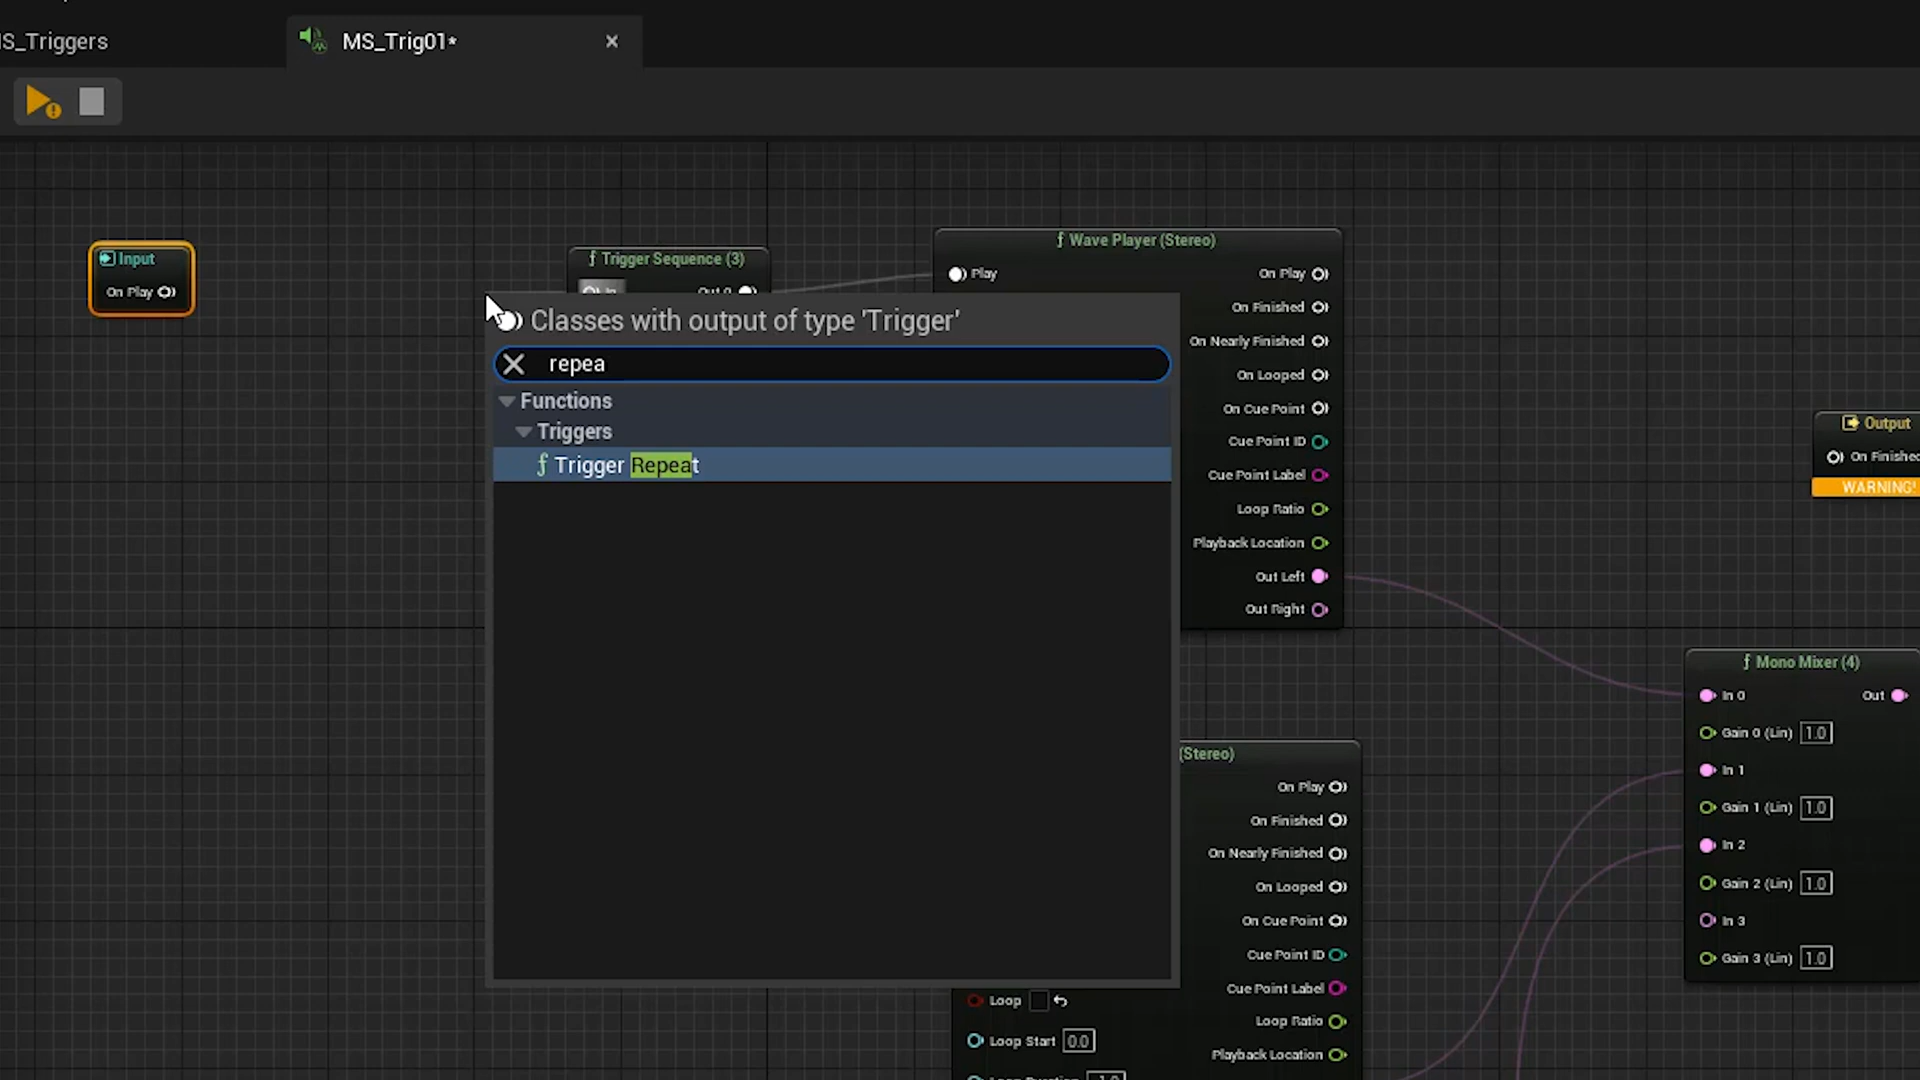 MS_Triggers
MS_Trig01*
Input
On Play
Trigger Sequence (3)
In
Out 0
Wave Player (Stereo)
Play
On Play
On Finished
On Nearly Finished
On Looped
On Cue Point
Cue Point ID
Cue Point Label
Loop Ratio
Playback Location
Out Left
Out Right
Classes with output of type 'Trigger'
repea
Functions
Triggers
Trigger Repeat
Output
On Finished
WARNING!
Mono Mixer (4)
In 0
Out
Gain 0 (Lin) 1.0
In 1
Gain 1 (Lin) 1.0
In 2
Gain 2 (Lin) 1.0
In 3
Gain 3 (Lin) 1.0
(Stereo)
On Play
On Finished
On Nearly Finished
On Looped
On Cue Point
Cue Point ID
Cue Point Label
Loop Ratio
Playback Location
Loop
Loop Start 0.0